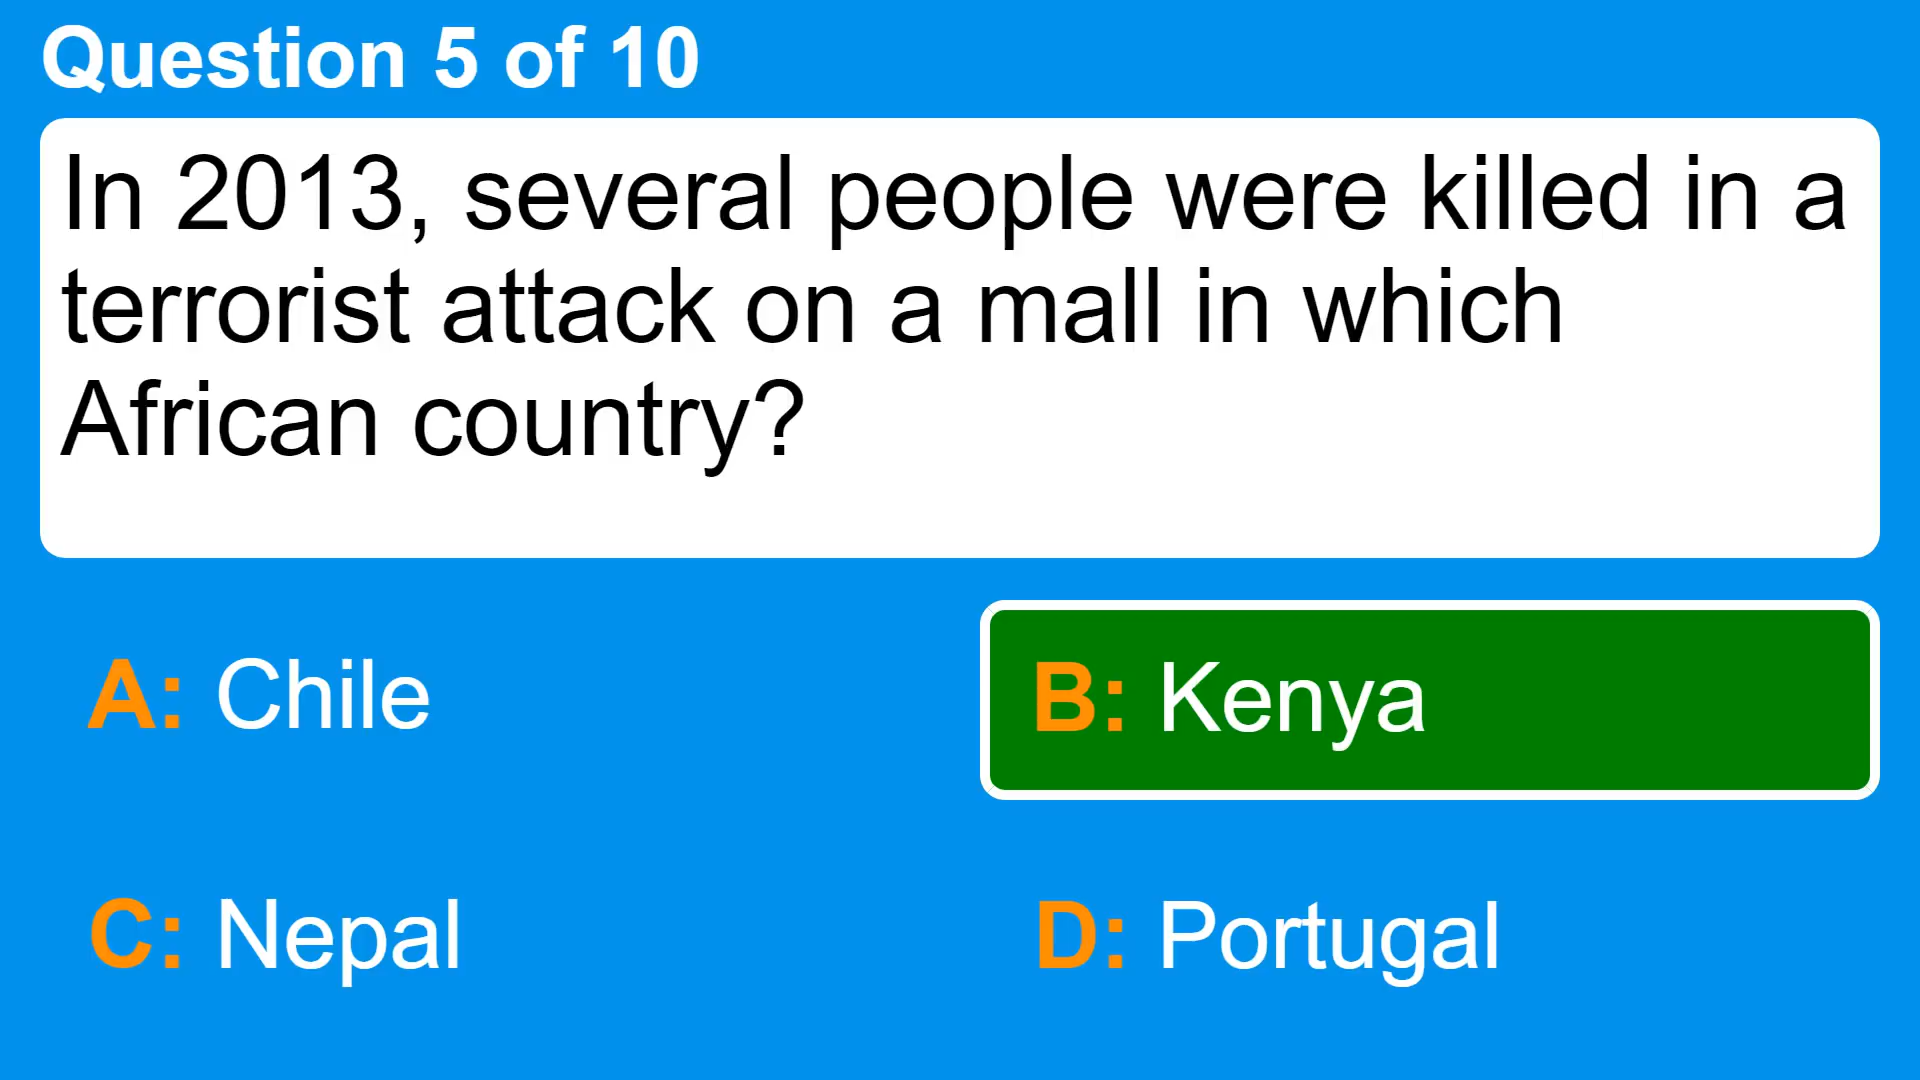 Question 5 of 10
In 2013, several people were killed in a
terrorist attack on a mall in which
African country?
A: Chile
B: Kenya
C: Nepal
D: Portugal